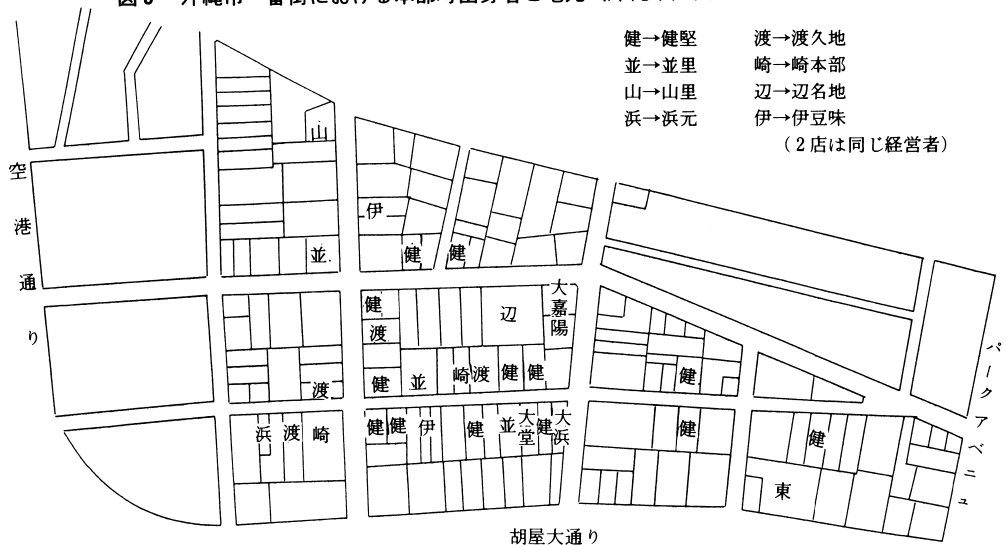 健→健堅 渡→渡久地
並→並里 崎→崎本部
山→山里 辺→辺名地
浜→浜元 伊→伊豆味
（2店は同じ経営者）
空港通り
山
伊
並 健 健
健 辺 大嘉陽
渡
健 並 崎 渡 健 健 健
渡
浜 渡 崎 健 健 伊 健 並 大堂 健 大浜 健 健
東
パークアベニュ
胡屋大通り